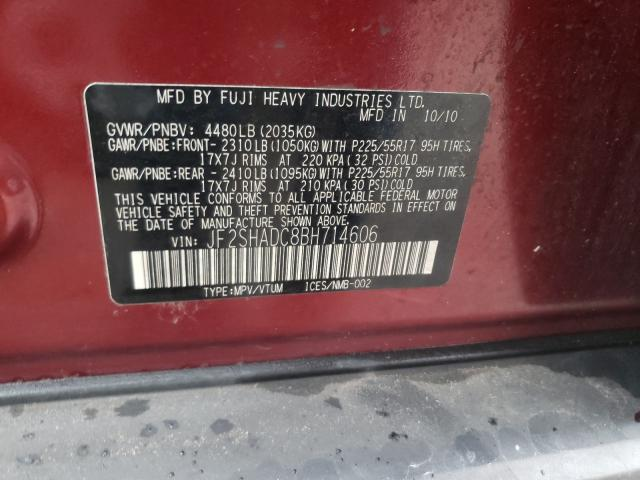 MFD BY FUJI HEAVY INDUSTRIES LTD.
MFD IN 10/10
GVWR/PNBV: 4480LB(2035KG)
GAWR/PNBE:FRONT- 2310LB(1050KG)WITH P225/55R17 95H TIRES,
17X7J RIMS AT 220 KPA(32 PSI)COLD
GAWR/PNBE:REAR - 2410LB(1095KG)WITH P225/55R17 95H TIRES,
17X7J RIMS AT 210 KPA(30 PSI)COLD
THIS VEHICLE CONFORMS TO ALL APPLICABLE FEDERAL MOTOR
VEHICLE SAFETY AND THEFT PREVENTION STANDARDS IN EFFECT
ON THE DATE OF MANUFACTURE SHOWN ABOVE.
VIN: JF2SHADC8BH714606
TYPE:MPV/VTUM ICES/NMB-002